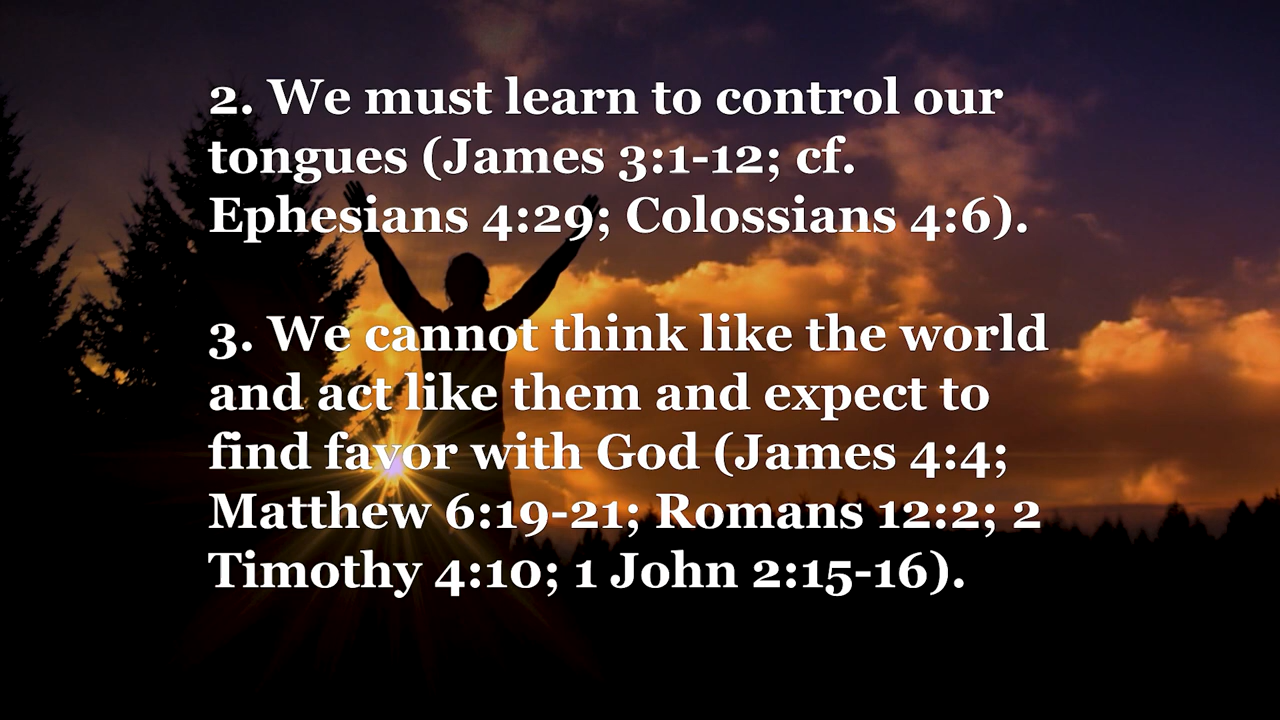 2. We must learn to control our
tongues (James 3:1-12; cf.
Ephesians 4:29; Colossians 4:6).
3. We cannot think like the world
and act like them and expect to
find favor with God (James 4:4;
Matthew 6:19-21; Romans 12:2; 2
Timothy 4:10; 1 John 2:15-16).